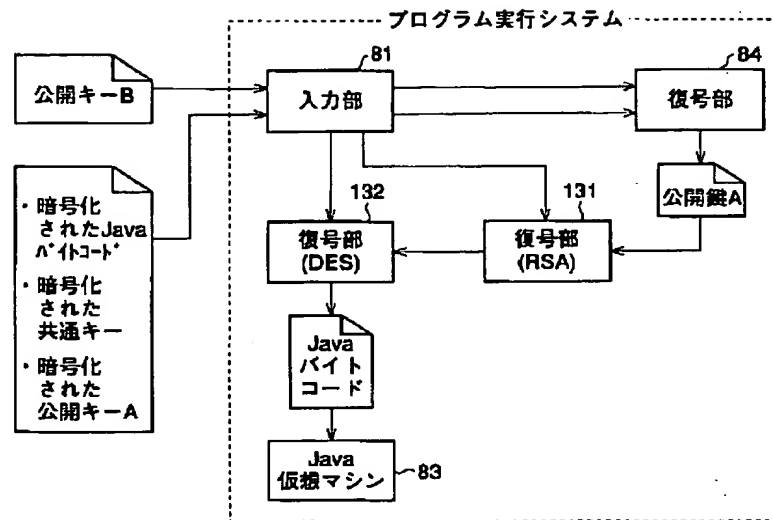 プログラム実行システム
公開キーB
81
入力部
84
復号部
公開鍵A
・暗号化
されたJava
バイトコード
・暗号化
された
共通キー
・暗号化
された
公開キーA
132
復号部
(DES)
131
復号部
(RSA)
Java
バイト
コード
Java
仮想マシン
83